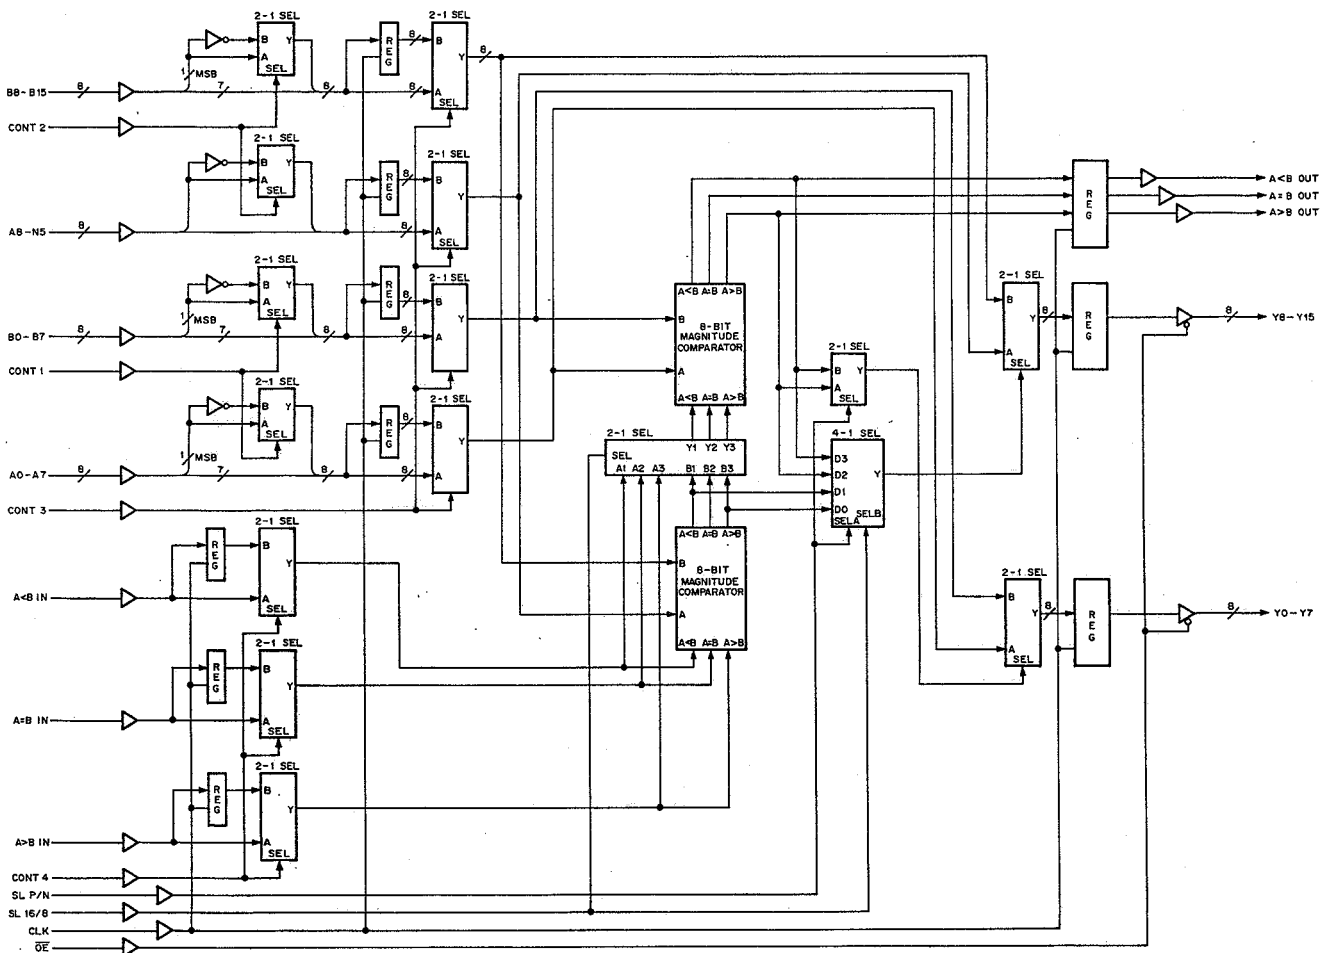 2-1 SEL
B Y
A
SEL
1 MSB
B8-B15
8
7
8
REG
8
2-1 SEL
B
Y
A
SEL
8
8
CONT 2
2-1 SEL
B Y
A
SEL
A8-N5
8
REG
8
8
2-1 SEL
B
Y
A
SEL
2-1 SEL
B Y
A
SEL
1 MSB
B0-B7
8
7
8
REG
8
8
2-1 SEL
B
Y
A
SEL
CONT 1
2-1 SEL
B Y
A
SEL
1 MSB
A0-A7
8
7
8
REG
8
8
2-1 SEL
B
Y
A
SEL
CONT 3
A<B IN
REG
2-1 SEL
B
Y
A
SEL
A=B IN
REG
2-1 SEL
B
Y
A
SEL
A>B IN
REG
2-1 SEL
B
Y
A
SEL
CONT 4
SL P/N
SL 16/8
CLK
OE
A<B A=B A>B
B
8-BIT
MAGNITUDE
COMPARATOR
A
A<B A=B A>B
2-1 SEL
Y1 Y2 Y3
SEL
A1 A2 A3 B1 B2 B3
A<B A=B A>B
B
8-BIT
MAGNITUDE
COMPARATOR
A
A<B A=B A>B
2-1 SEL
B Y
A
SEL
4-1 SEL
D3
D2
Y
D1
D0
SELB
SELA
REG
A<B OUT
A=B OUT
A>B OUT
2-1 SEL
B
Y
A
SEL
8
REG
8
Y8-Y15
2-1 SEL
B
Y
A
SEL
8
REG
8
Y0-Y7